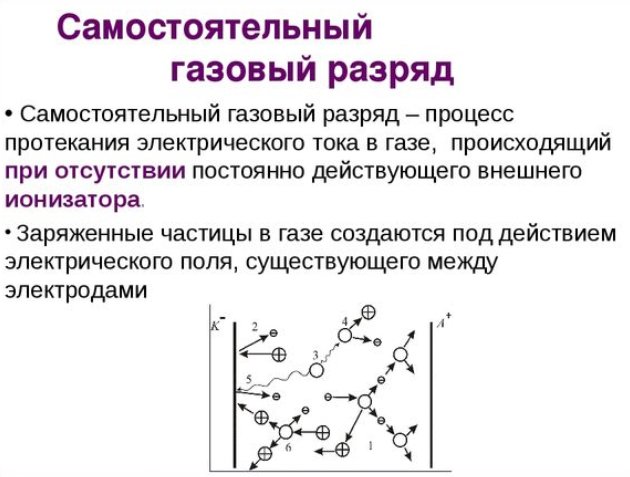 Самостоятельный
газовый разряд
• Самостоятельный газовый разряд – процесс
протекания электрического тока в газе, происходящий
при отсутствии постоянно действующего внешнего
ионизатора.
• Заряженные частицы в газе создаются под действием
электрического поля, существующего между
электродами
K⁻ 2 4 A⁺
3
5
6 1